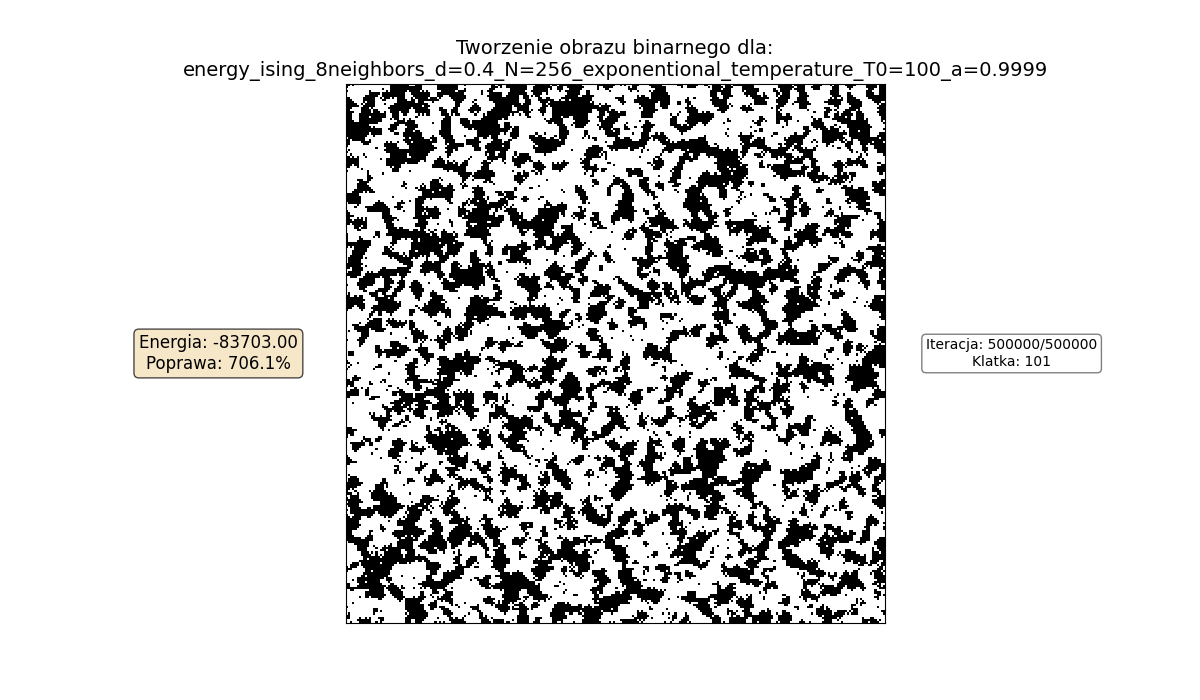 Tworzenie obrazu binarnego dla:
energy_ising_8neighbors_d=0.4_N=256_exponentional_temperature_T0=100_a=0.9999
Energia: -83703.00
Poprawa: 706.1%
Iteracja: 500000/500000
Klatka: 101